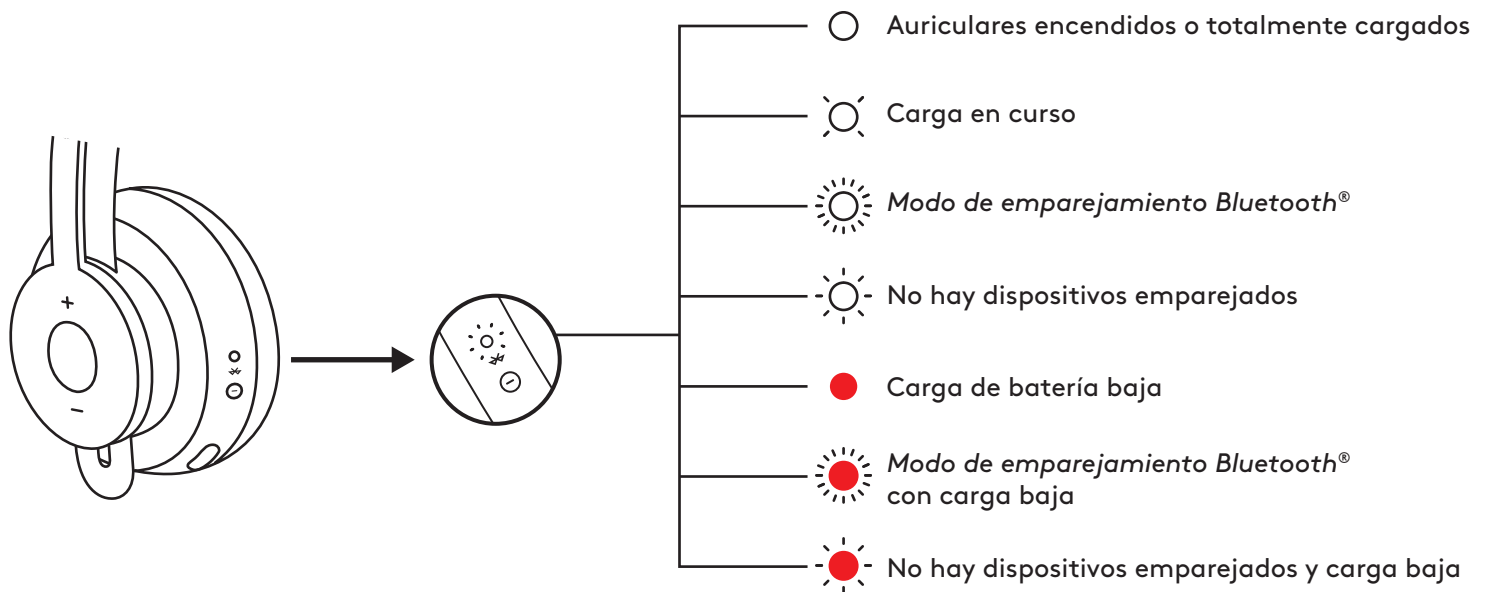 Auriculares encendidos o totalmente cargados
Carga en curso
Modo de emparejamiento Bluetooth®
No hay dispositivos emparejados
Carga de batería baja
Modo de emparejamiento Bluetooth®
con carga baja
No hay dispositivos emparejados y carga baja